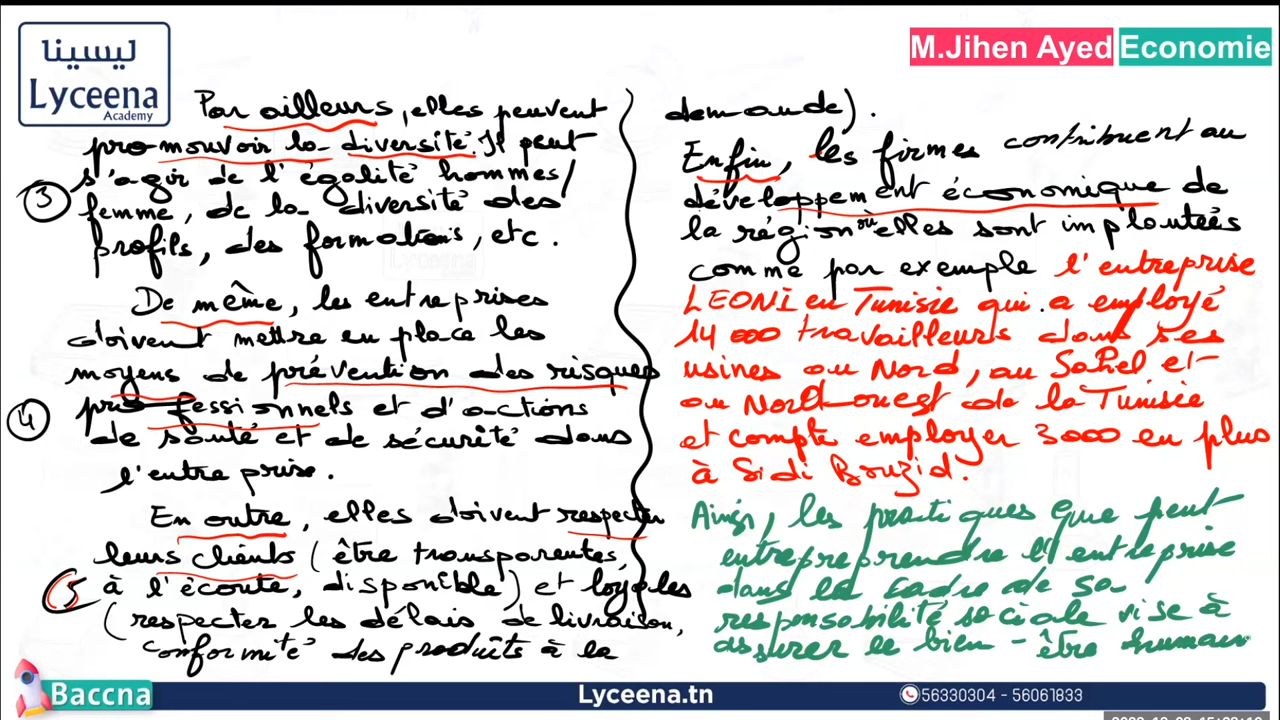 ليسينا
Lyceena
Academy
M.Jihen Ayed Economie
Par ailleurs, elles peuvent
promouvoir la diversité. Il peut
s'agir de l'égalité hommes/
③ femme, de la diversité des
profils, des formations, etc.
De même, les entreprises
doivent mettre en place les
moyens de prévention des risques
④ professionnels et d'actions
de santé et de sécurité dans
l'entreprise.
En outre, elles doivent respecter
leurs clients (être transparentes,
⑤ à l'écoute, disponible) et loyales
(respecter les délais de livraison,
conformité des produits à la
demande).
Enfin, les firmes contribuent au
développement économique de
la région où elles sont implantées
comme par exemple l'entreprise
LEONI en Tunisie qui a employé
14 000 travailleurs dans ses
usines au Nord, au Sahel et
au Nord-ouest de la Tunisie
et compte employer 3000 en plus
à Sidi Bouzid.
Ainsi, les pratiques que peut
entrepreprendre l'entreprise
dans le cadre de sa
responsabilité sociale vise à
assurer le bien-être humain
Baccna
Lyceena.tn
56330304 - 56061833